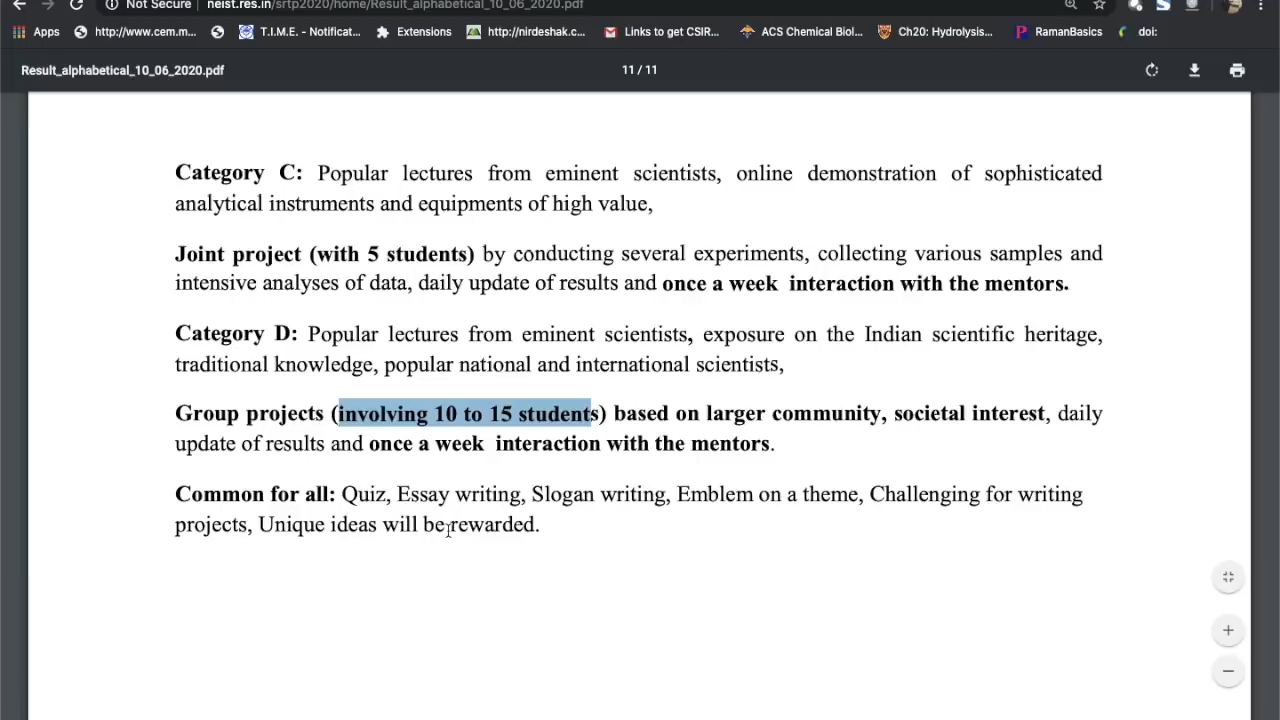 Not Secure
neist.res.in/srtp2020/home/Result_alphabetical_10_06_2020.pdf
Apps http://www.cem.m... T.I.M.E. - Notificat... Extensions http://nirdeshak.c... Links to get CSIR... ACS Chemical Biol... Ch20: Hydrolysis... RamanBasics doi:
Result_alphabetical_10_06_2020.pdf 11 / 11
Category C: Popular lectures from eminent scientists, online demonstration of sophisticated
analytical instruments and equipments of high value,
Joint project (with 5 students) by conducting several experiments, collecting various samples and
intensive analyses of data, daily update of results and once a week interaction with the mentors.
Category D: Popular lectures from eminent scientists, exposure on the Indian scientific heritage,
traditional knowledge, popular national and international scientists,
Group projects (involving 10 to 15 students) based on larger community, societal interest, daily
update of results and once a week interaction with the mentors.
Common for all: Quiz, Essay writing, Slogan writing, Emblem on a theme, Challenging for writing
projects, Unique ideas will be rewarded.